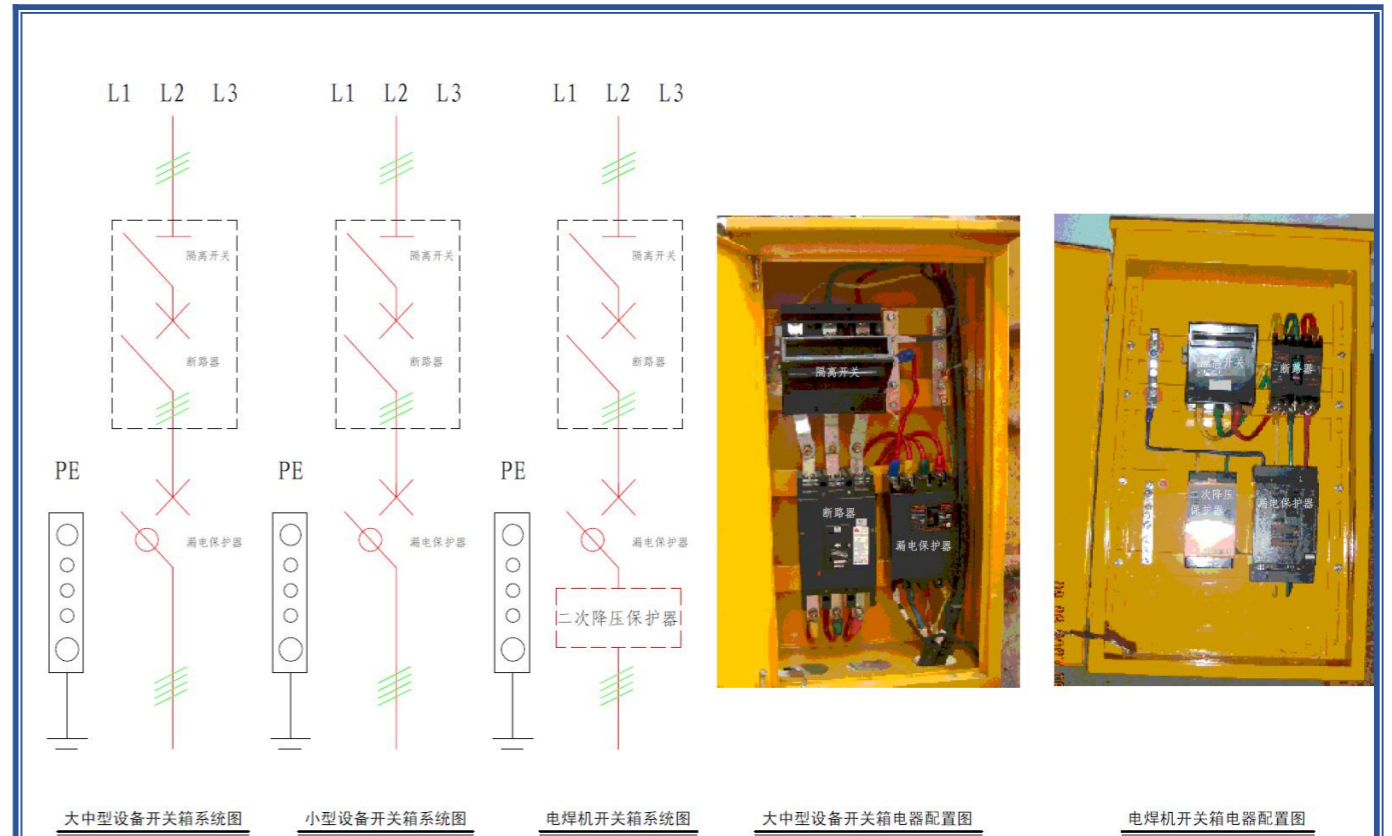 L1 L2 L3
L1 L2 L3
L1 L2 L3
隔离开关
隔离开关
隔离开关
断路器
断路器
断路器
隔离开关
隔离开关
断路器
PE
PE
PE
漏电保护器
漏电保护器
漏电保护器
二次降压保护器
断路器
漏电保护器
二次降压
保护器
漏电保护器
大中型设备开关箱系统图
小型设备开关箱系统图
电焊机开关箱系统图
大中型设备开关箱电器配置图
电焊机开关箱电器配置图